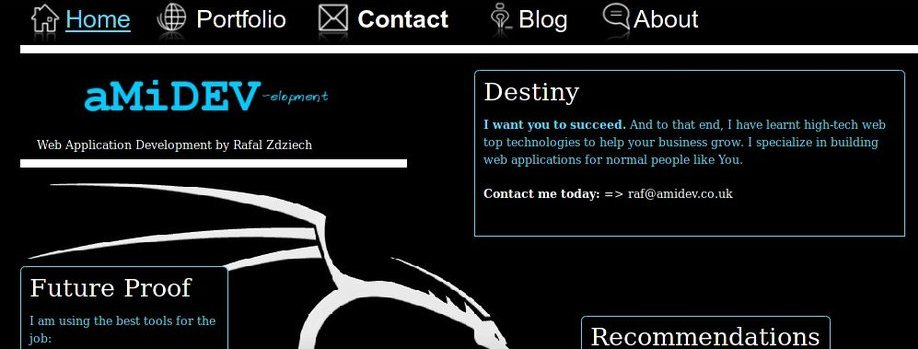 Home Portfolio Contact Blog About
aMiDEV~elopment
Web Application Development by Rafal Zdziech
Destiny
I want you to succeed. And to that end, I have learnt high-tech web
top technologies to help your business grow. I specialize in building
web applications for normal people like You.
Contact me today: => raf@amidev.co.uk
Future Proof
I am using the best tools for the
job:
Recommendations